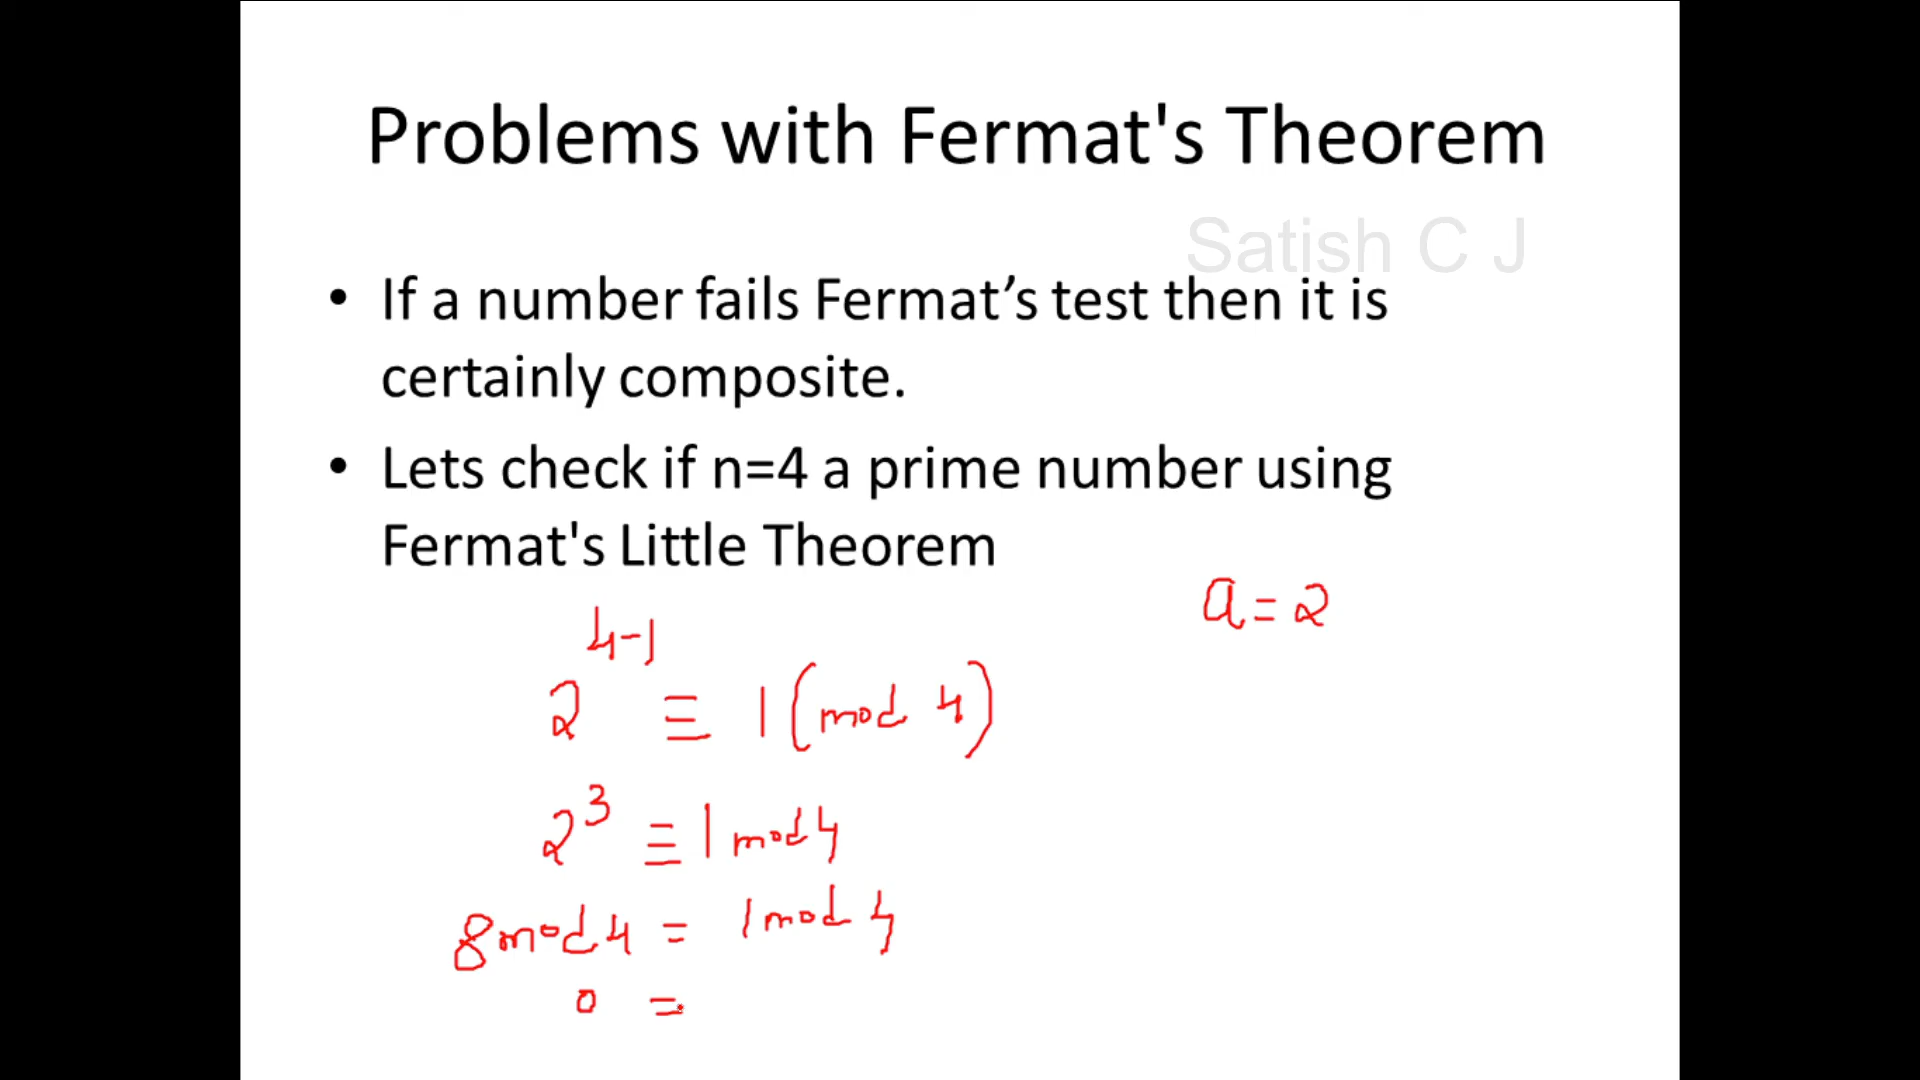 Problems with Fermat's Theorem
Satish C J
• If a number fails Fermat’s test then it is
certainly composite.
• Lets check if n=4 a prime number using
Fermat's Little Theorem
a = 2
2^{4-1} ≡ 1 (mod 4)
2^3 ≡ 1 mod 4
8 mod 4 = 1 mod 4
0 =